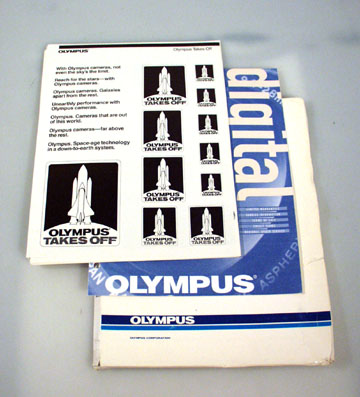 OLYMPUS
Olympus Takes Off
With Olympus cameras, not
even the sky's the limit.
Reach for the stars—with
Olympus cameras.
Olympus cameras. Galaxies
apart from the rest.
Unearthly performance with
Olympus cameras.
Olympus. Cameras that are out
of this world.
Olympus cameras—far above
the rest.
Olympus. Space-age technology
in a down-to-earth system.
OLYMPUS
TAKES OFF
OLYMPUS
TAKES OFF
OLYMPUS
TAKES OFF
OLYMPUS
TAKES OFF
OLYMPUS
TAKES OFF
OLYMPUS
TAKES OFF
digital
ASPHER
OLYMPUS®
OLYMPUS
OLYMPUS CORPORATION